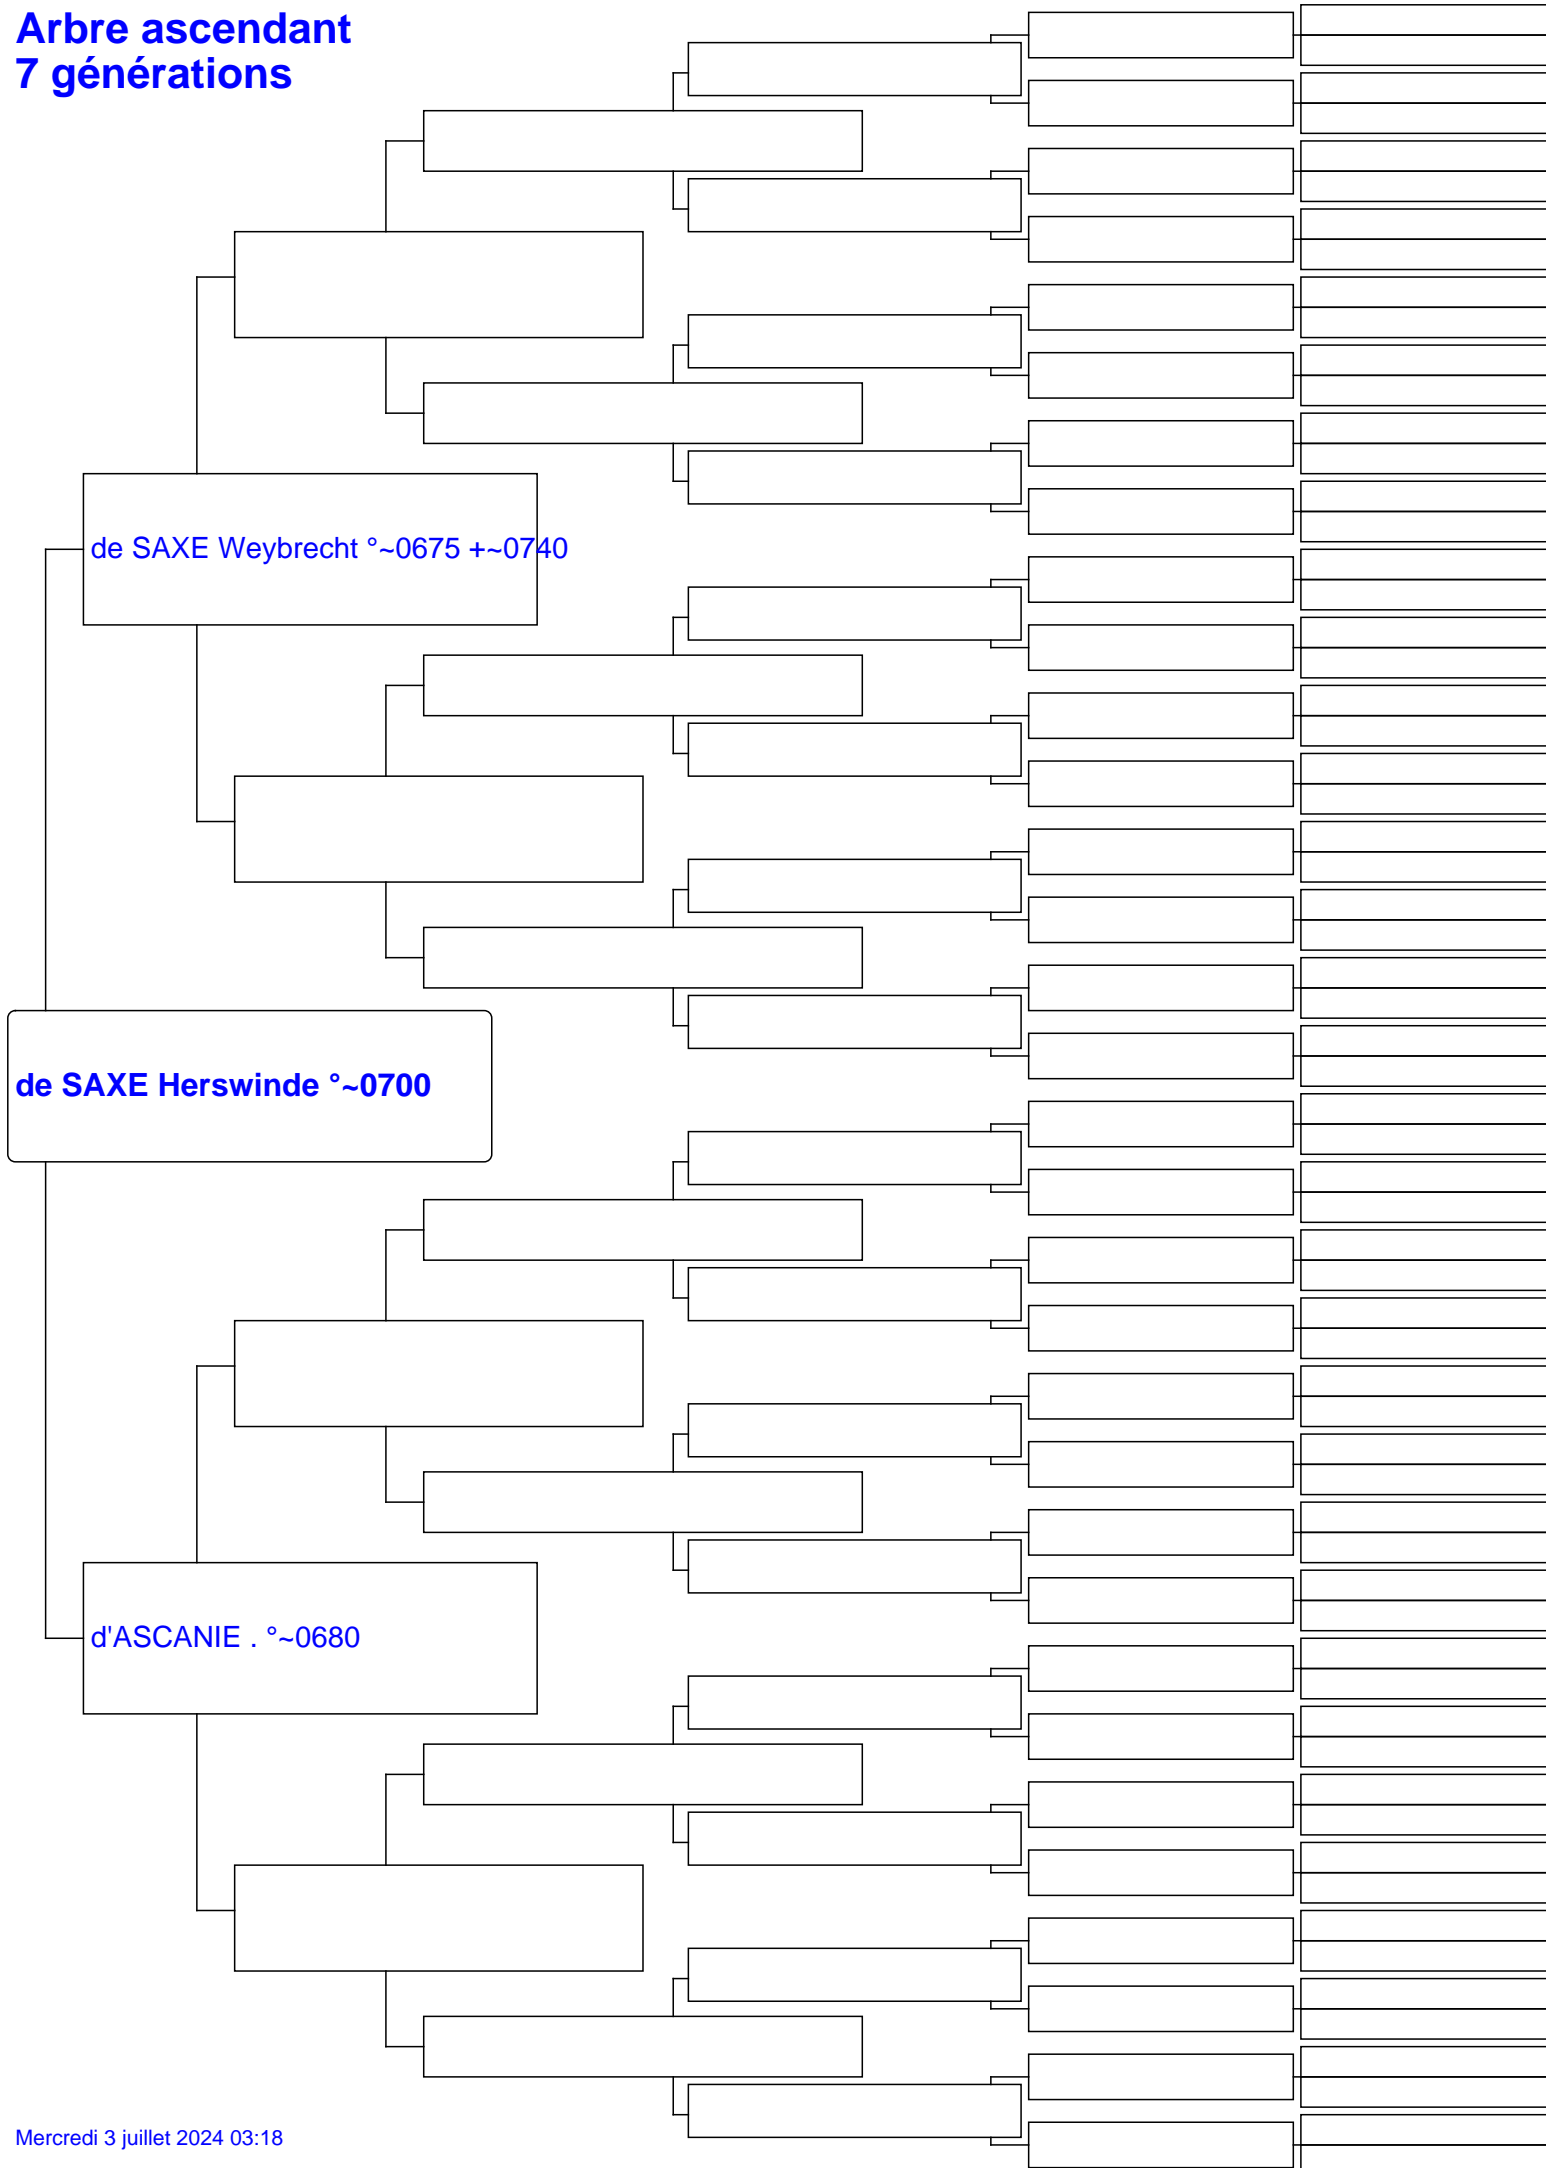 Arbre ascendant
7 générations
de SAXE Weybrecht °~0675 +~0740
de SAXE Herswinde °~0700
d'ASCANIE . °~0680
Mercredi 3 juillet 2024 03:18